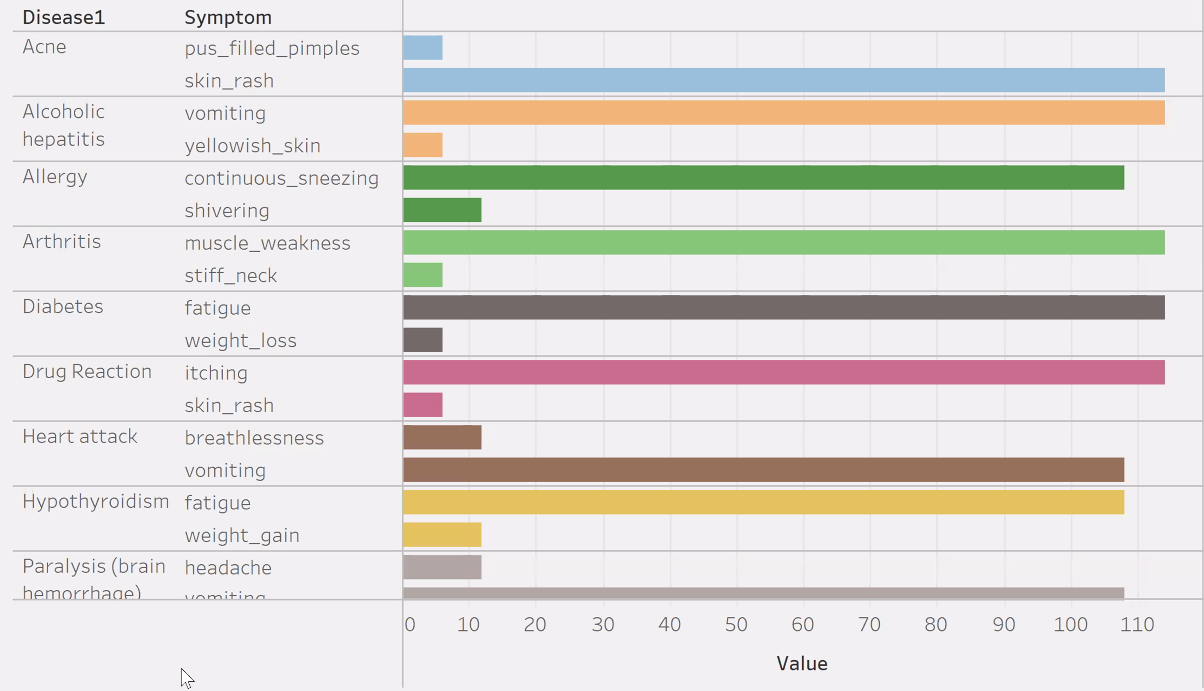 Disease1 Symptom
Acne pus_filled_pimples
skin_rash
Alcoholic vomiting
hepatitis yellowish_skin
Allergy continuous_sneezing
shivering
Arthritis muscle_weakness
stiff_neck
Diabetes fatigue
weight_loss
Drug Reaction itching
skin_rash
Heart attack breathlessness
vomiting
Hypothyroidism fatigue
weight_gain
Paralysis (brain headache
hemorrhage) vomiting
0 10 20 30 40 50 60 70 80 90 100 110
Value